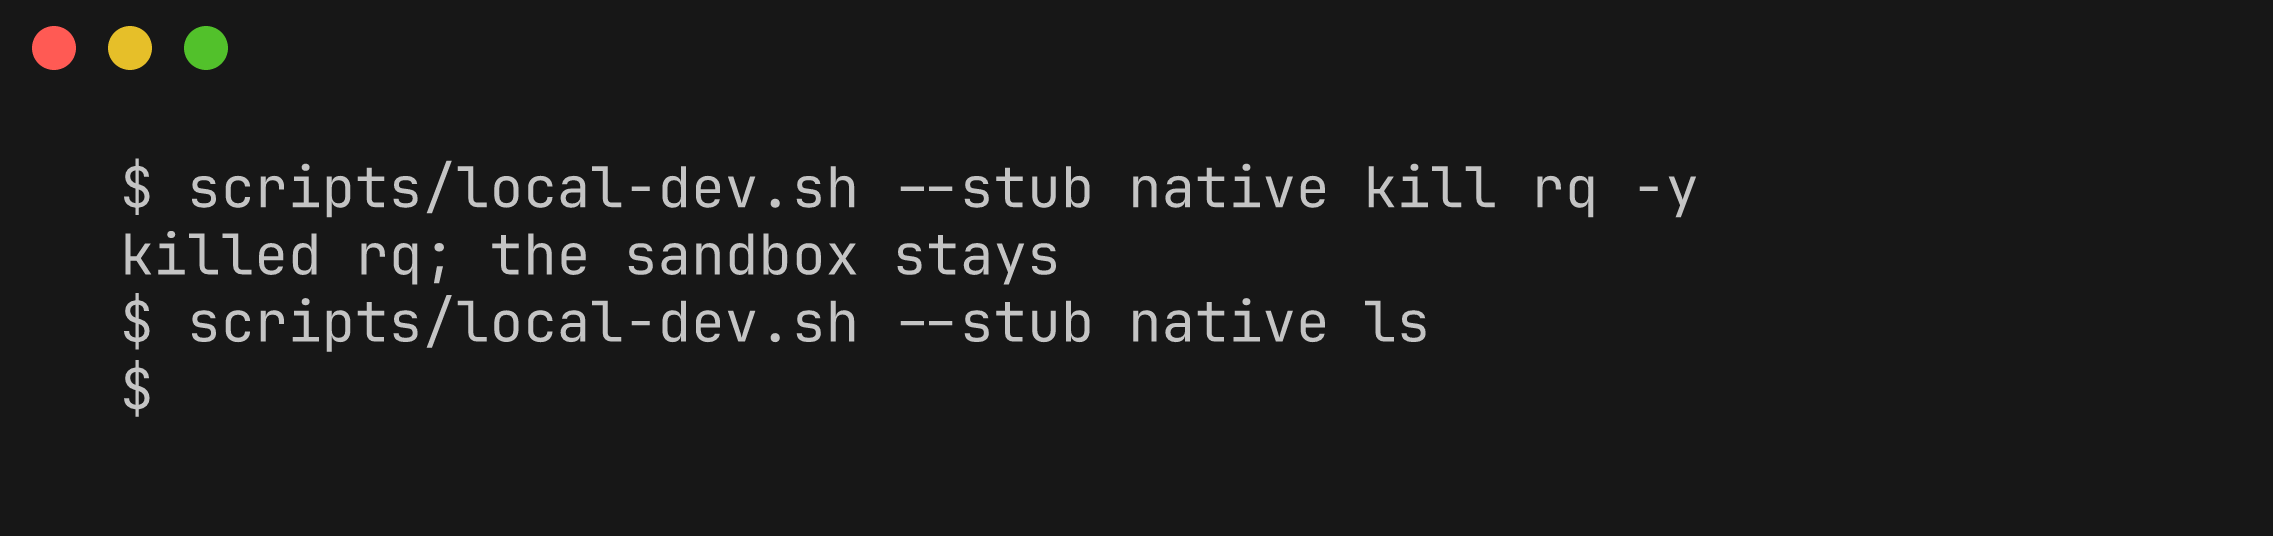 $ scripts/local-dev.sh --stub native kill rq -y
killed rq; the sandbox stays
$ scripts/local-dev.sh --stub native ls
$